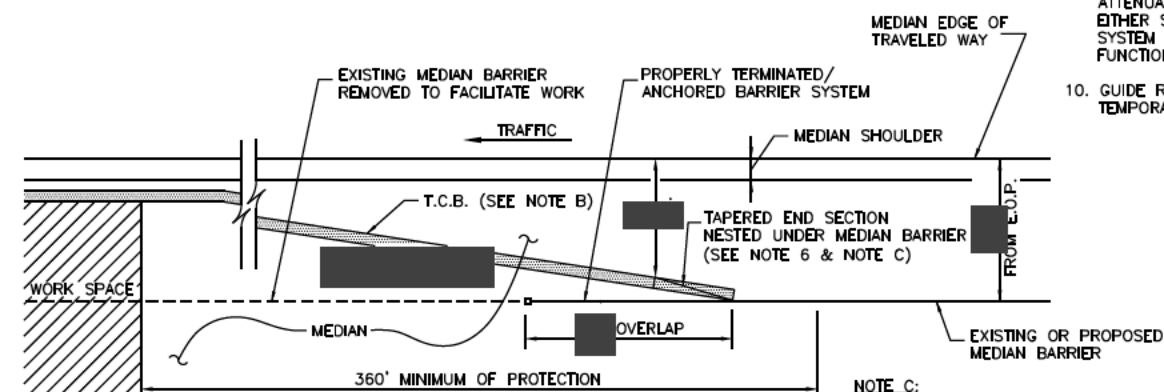 ATTENUA
EITHER S
SYSTEM
FUNCTION
10. GUIDE R
TEMPORA
MEDIAN EDGE OF
TRAVELED WAY
EXISTING MEDIAN BARRIER
REMOVED TO FACILITATE WORK
PROPERLY TERMINATED/
ANCHORED BARRIER SYSTEM
TRAFFIC
MEDIAN SHOULDER
T.C.B. (SEE NOTE B)
TAPERED END SECTION
NESTED UNDER MEDIAN BARRIER
(SEE NOTE 6 & NOTE C)
FROM E.O.P.
WORK SPACE
MEDIAN
OVERLAP
EXISTING OR PROPOSED
MEDIAN BARRIER
360' MINIMUM OF PROTECTION
NOTE C: